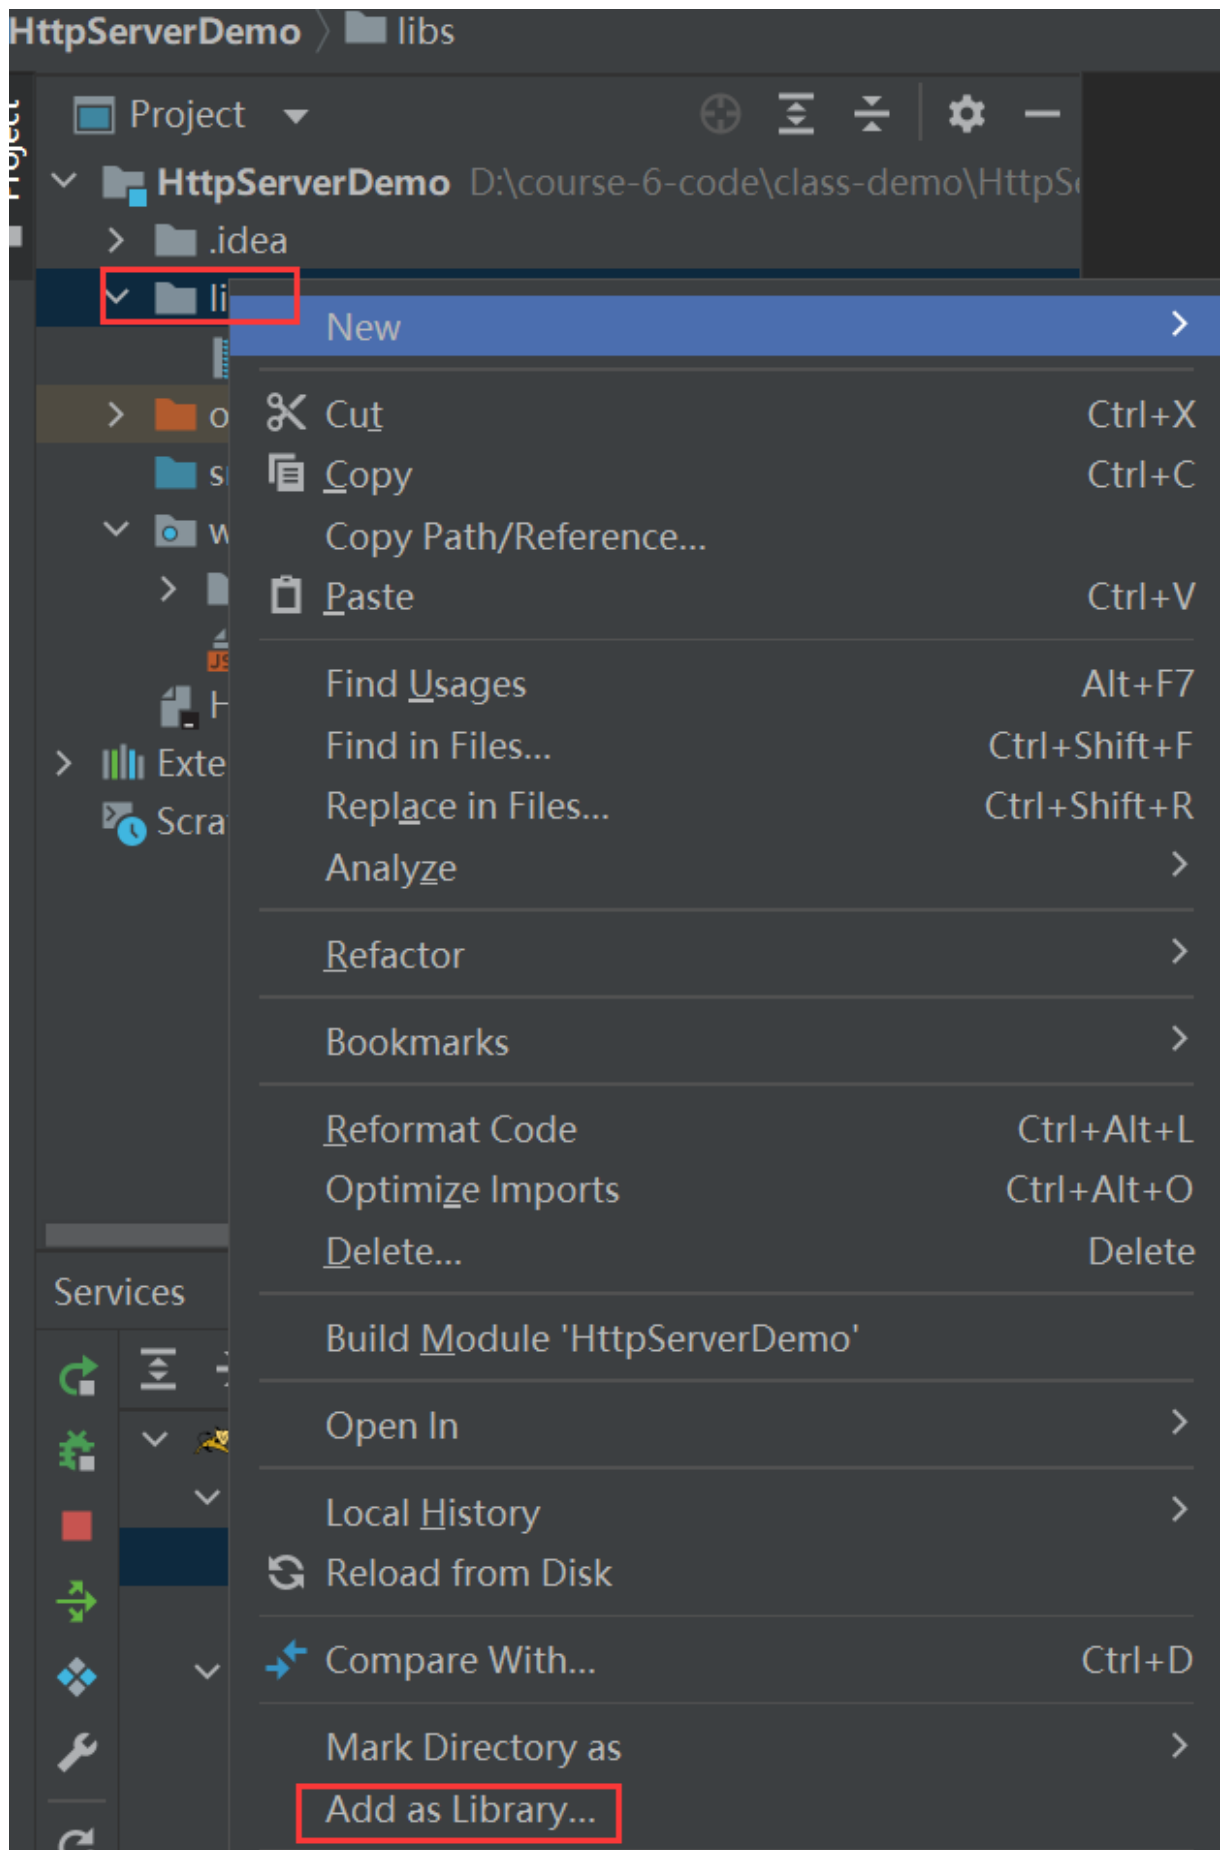 HttpServerDemo libs
Project
Project
HttpServerDemo D:\course-6-code\class-demo\HttpS
.idea
New
Cut Ctrl+X
Copy Ctrl+C
Copy Path/Reference...
Paste Ctrl+V
JS
Find Usages Alt+F7
Find in Files... Ctrl+Shift+F
Replace in Files... Ctrl+Shift+R
Analyze
Refactor
Bookmarks
Reformat Code Ctrl+Alt+L
Optimize Imports Ctrl+Alt+O
Delete... Delete
Services
Build Module 'HttpServerDemo'
Open In
Local History
Reload from Disk
Compare With... Ctrl+D
Mark Directory as
Add as Library...